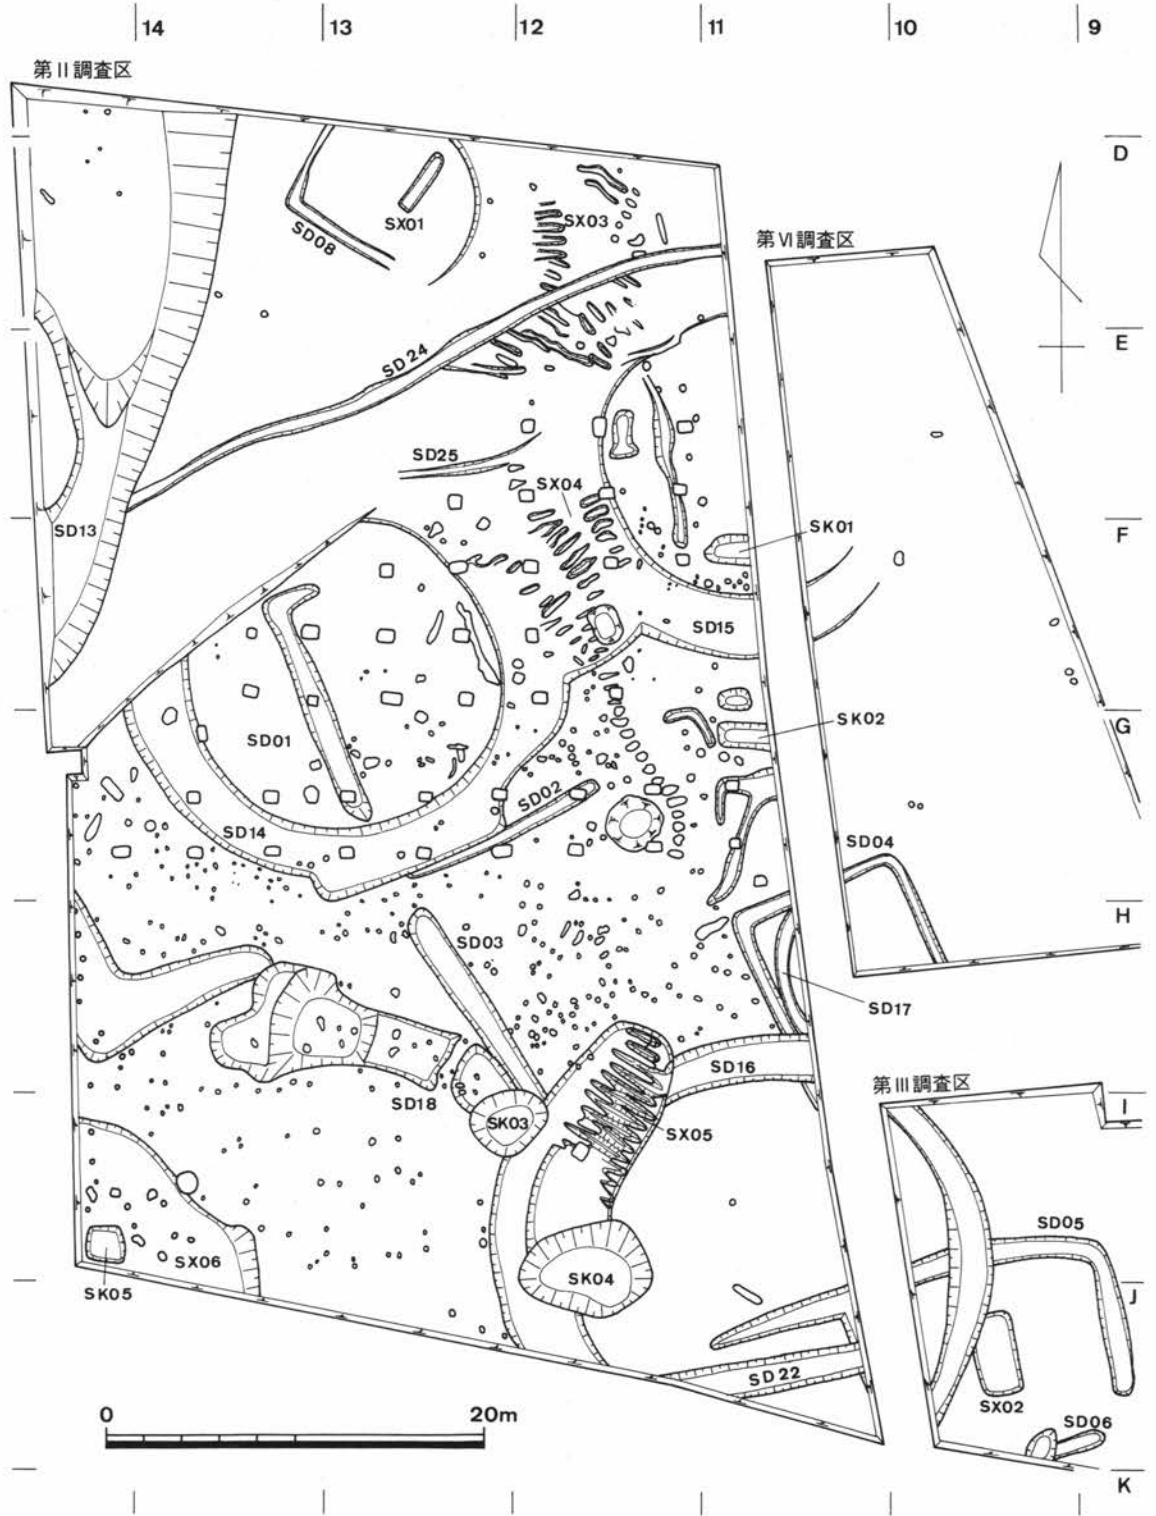 14 13 12 11 10 9
第II調査区
D
SX01
SX03
SD08
第VI調査区
E
SD24
SD25
SX04
SD13
F
SK01
SD15
SK02
G
SD01
SD02
SD14
SD04
H
SD03
SD17
SD16
第III調査区
SD18
I
SK03
SX05
SD05
SX06
SK04
SK05
J
SD22
SX02
0 20m
SD06
K